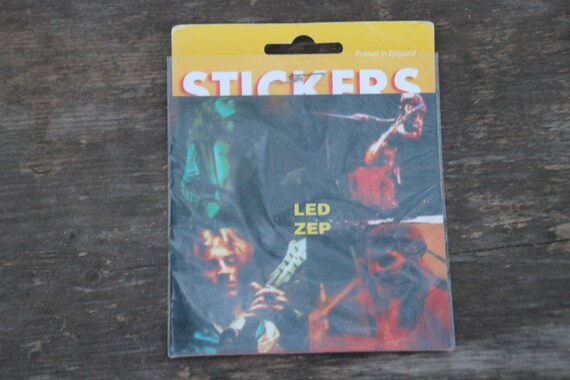 Printed in England
STICKERS
LED
ZEP